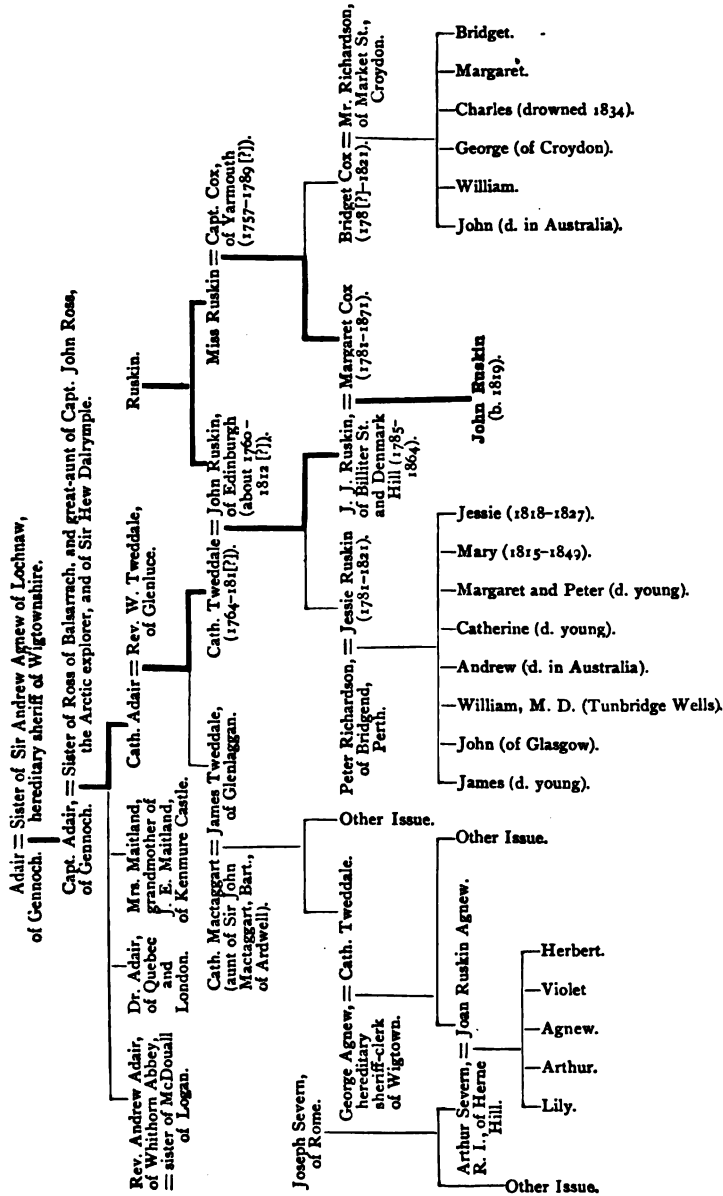 Adair = Sister of Sir Andrew Agnew of Lochnaw,
of Gennoch. hereditary sheriff of Wigtownshire.
Capt. Adair, = Sister of Ross of Balsarrach, and great-aunt of Capt. John Ross,
of Gennoch. the Arctic explorer, and of Sir Hew Dalrymple.
Rev. Andrew Adair,
of Whithorn Abbey,
= sister of McDouall
of Logan.
Dr. Adair,
of Quebec
and
London.
Mrs. Maitland,
grandmother of
J. E. Maitland,
of Kenmure Castle.
Cath. Adair = Rev. W. Tweddale,
of Glenluce.
Ruskin.
Cath. Mactaggart = James Tweddale,
(aunt of Sir John of Glenlaggan.
Mactaggart, Bart.,
of Ardwell).
Cath. Tweddale = John Ruskin,
(1764-181[?]). of Edinburgh
(about 1760-
1812 [?]).
Miss Ruskin = Capt. Cox,
of Yarmouth
(1757-1789 [?]).
Joseph Severn,
of Rome.
George Agnew, = Cath. Tweddale.
hereditary
sheriff-clerk
of Wigtown.
Other Issue.
Peter Richardson, = Jessie Ruskin
of Bridgend, (1781-1821).
Perth.
J. J. Ruskin, = Margaret Cox
of Billiter St. (1781-1871).
and Denmark
Hill (1785-
1864).
Bridget Cox = Mr. Richardson,
(178[?]-1821). of Market St.,
Croydon.
Other Issue.
Arthur Severn, = Joan Ruskin Agnew.
R. I., of Herne
Hill.
Other Issue.
James (d. young).
John (of Glasgow).
William, M. D. (Tunbridge Wells).
Andrew (d. in Australia).
Catherine (d. young).
Margaret and Peter (d. young).
Mary (1815-1849).
Jessie (1818-1827).
John Ruskin
(b. 1819).
John (d. in Australia).
William.
George (of Croydon).
Charles (drowned 1834).
Margaret.
Bridget.
Lily.
Arthur.
Agnew.
Violet
Herbert.